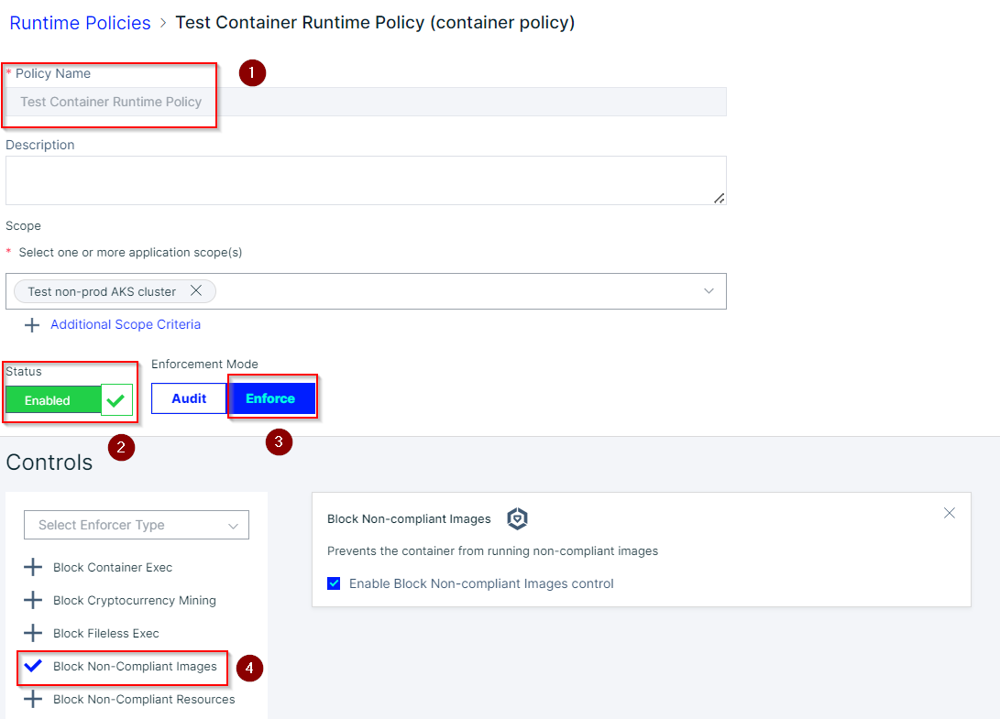 Runtime Policies > Test Container Runtime Policy (container policy)
* Policy Name
1
Test Container Runtime Policy
Description
Scope
* Select one or more application scope(s)
Test non-prod AKS cluster
Additional Scope Criteria
Status
Enforcement Mode
Enabled
Audit
Enforce
2
3
Controls
Select Enforcer Type
Block Container Exec
Block Cryptocurrency Mining
Block Fileless Exec
Block Non-Compliant Images
4
Block Non-Compliant Resources
Block Non-compliant Images
Prevents the container from running non-compliant images
Enable Block Non-compliant Images control